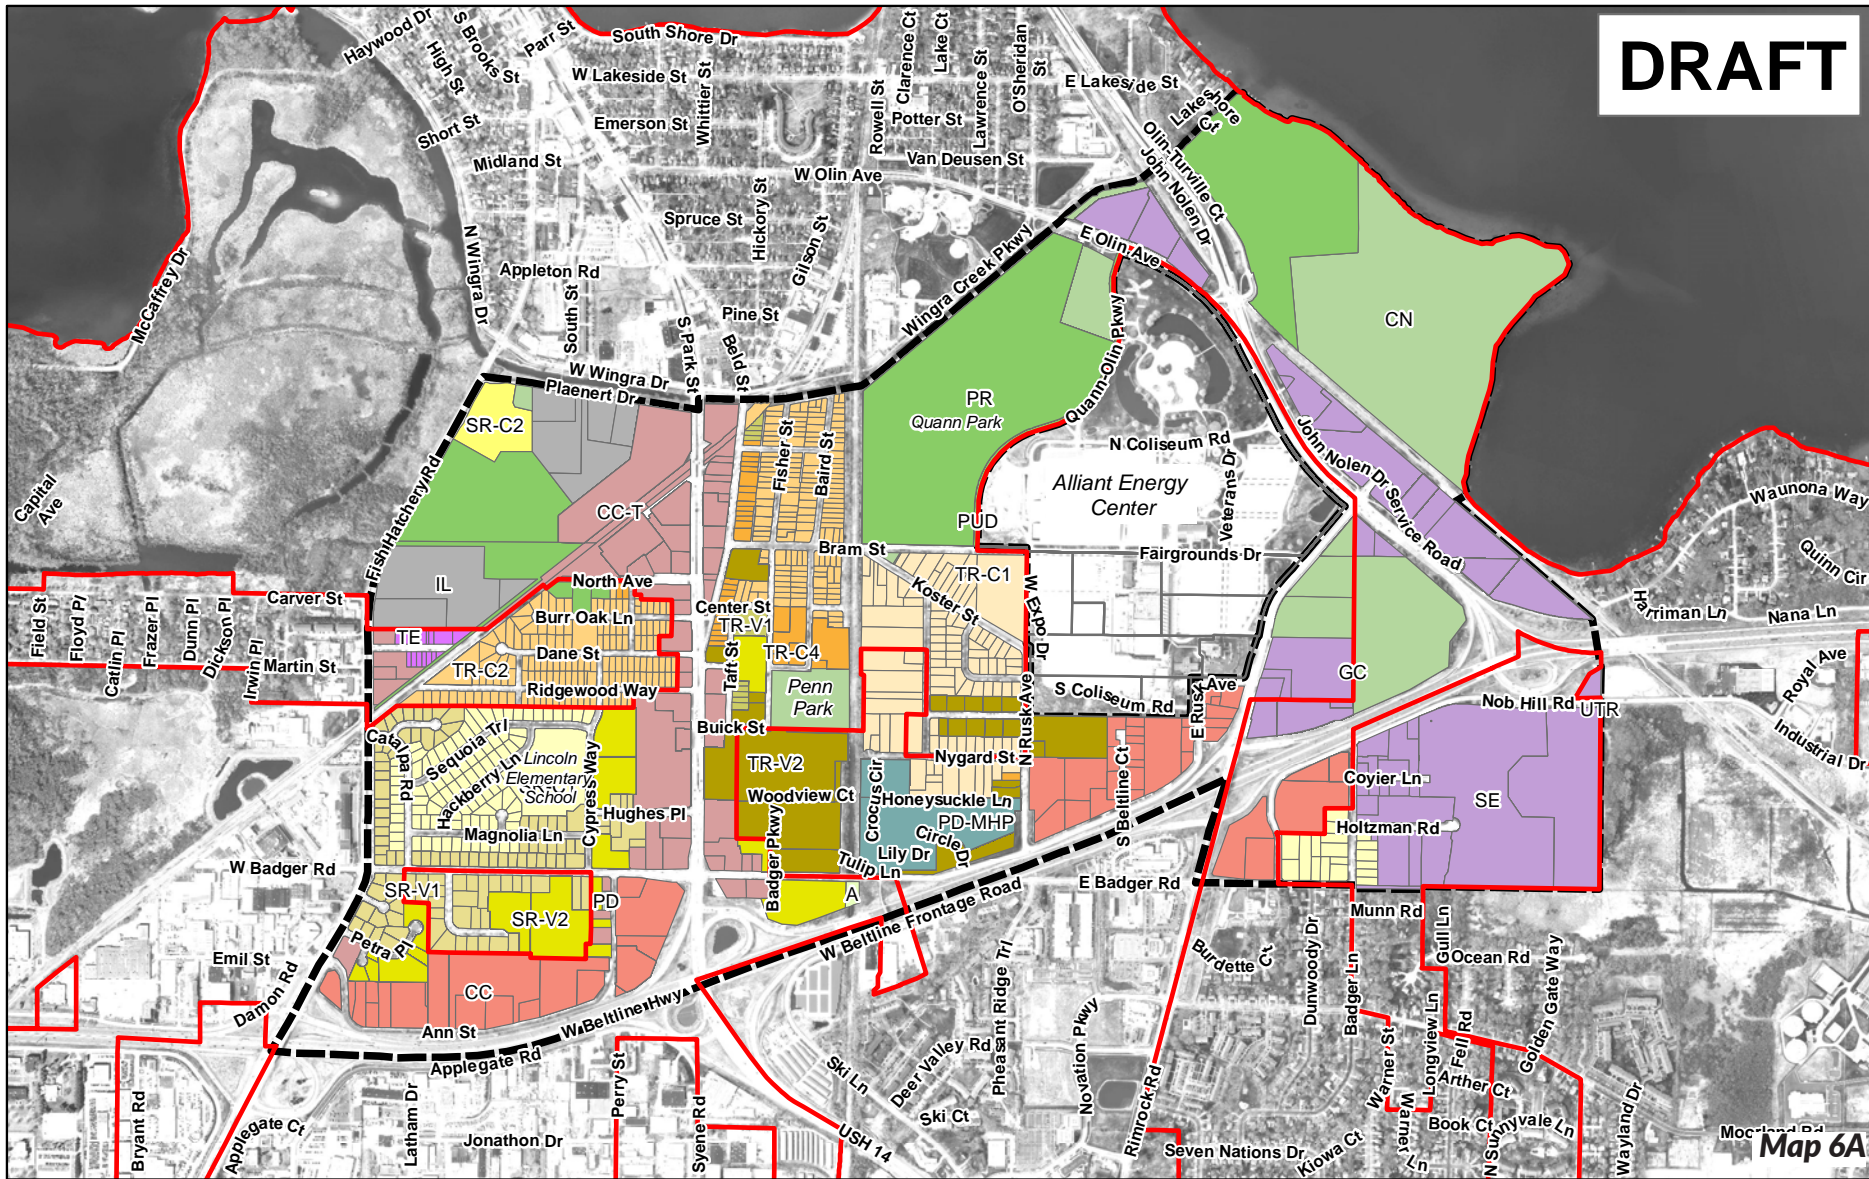 DRAFT
Haywood Dr
S Brooks St
High St
Parr St
South Shore Dr
W Lakeside St
Whittier St
Rowell St
Clarence Ct
Lake Ct
Lawrence St
O'Sheridan St
E Lakeside St
Lakeshore Ct
Short St
Emerson St
Potter St
Midland St
Van Deusen St
W Olin Ave
Olin-Turville Ct
John Nolen Dr
Spruce St
Hickory St
Gilson St
N Wingra Dr
McCaffrey Dr
Appleton Rd
South St
Pine St
S Park St
Beld St
Wingra Creek Pkwy
E Olin Ave
Quann-Olin Pkwy
CN
W Wingra Dr
Plaenert Dr
SR-C2
PR
Quann Park
Fisher St
Baird St
N Coliseum Rd
Veterans Dr
Alliant Energy
Center
John Nolen Dr Service Road
Capital
Ave
Fish Hatchery Rd
CC-T
PUD
Waunona Way
Quinn Cir
Bram St
Fairgrounds Dr
IL
North Ave
TR-C1
Koster St
W Expo Dr
Harriman Ln
Nana Ln
Carver St
Field St
Floyd Pl
Catlin Pl
Frazer Pl
Dunn Pl
Dickson Pl
Irwin Pl
Martin St
Burr Oak Ln
Center St
TR-V1
TE
Dane St
TR-C2
TR-C4
Taft St
Ridgewood Way
Penn
Park
S Coliseum Rd
E Rusk Ave
GC
Nob Hill Rd
UTR
Royal Ave
Industrial Dr
Buick St
N Rusk Ave
Catalpa Rd
Sequoia Trl
Hackberry Ln
Lincoln
Elementary
School
Cypress Way
TR-V2
Nygard St
S Beltline Ct
Coyier Ln
SE
Woodview Ct
Crocus Cir
Honeysuckle Ln
Hughes Pl
PD-MHP
Holtzman Rd
Magnolia Ln
Circle Dr
Lily Dr
Badger Pkwy
Tulip Ln
W Badger Rd
E Badger Rd
SR-V1
SR-V2
PD
A
W Beltline Frontage Road
Munn Rd
Gull Ln
Petra Pl
Emil St
Damon Rd
CC
Ann St
W Beltline Hwy
Applegate Rd
Pheasant Ridge Trl
Burdette Ct
Dunwoody Dr
Badger Ln
Ocean Rd
Golden Gate Way
Novation Pkwy
Deer Valley Rd
Ski Ln
Ski Ct
Perry St
Syene Rd
Rimrock Rd
Warner St
Longview Ln
Fell Rd
Arther Ct
Warner Ln
Book Ct
N Sunnyvale Ln
Wayland Dr
Moorland Rd
Bryant Rd
Applegate Ct
Latham Dr
Jonathon Dr
USH 14
Seven Nations Dr
Kiowa Ct
Map 6A